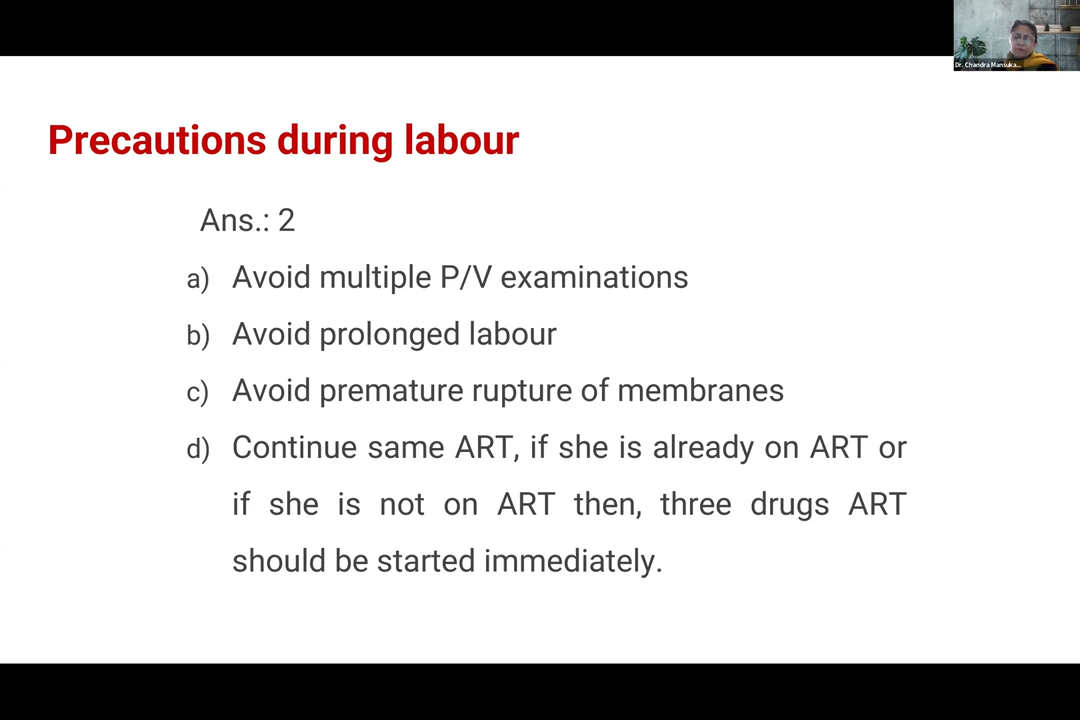 Dr. Chandra Mansuka...
Precautions during labour
Ans.: 2
a) Avoid multiple P/V examinations
b) Avoid prolonged labour
c) Avoid premature rupture of membranes
d) Continue same ART, if she is already on ART or
if she is not on ART then, three drugs ART
should be started immediately.